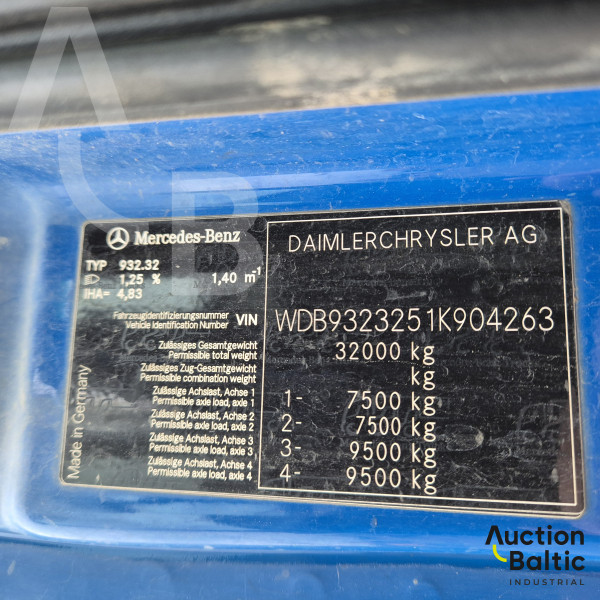 Mercedes-Benz
DAIMLERCHRYSLER AG
TYP 932.32
1,25 % 1,40 m⁻¹
IHA= 4,83
Fahrzeugidentifizierungsnummer
Vehicle Identification Number VIN WDB9323251K904263
Zulässiges Gesamtgewicht
Permissible total weight 32000 kg
Zulässiges Zug-Gesamtgewicht
Permissible combination weight kg
Zulässige Achslast, Achse 1
Permissible axle load, axle 1 1- 7500 kg
Zulässige Achslast, Achse 2
Permissible axle load, axle 2 2- 7500 kg
Zulässige Achslast, Achse 3
Permissible axle load, axle 3 3- 9500 kg
Zulässige Achslast, Achse 4
Permissible axle load, axle 4 4- 9500 kg
Made in Germany
AB
Auction
Baltic
INDUSTRIAL